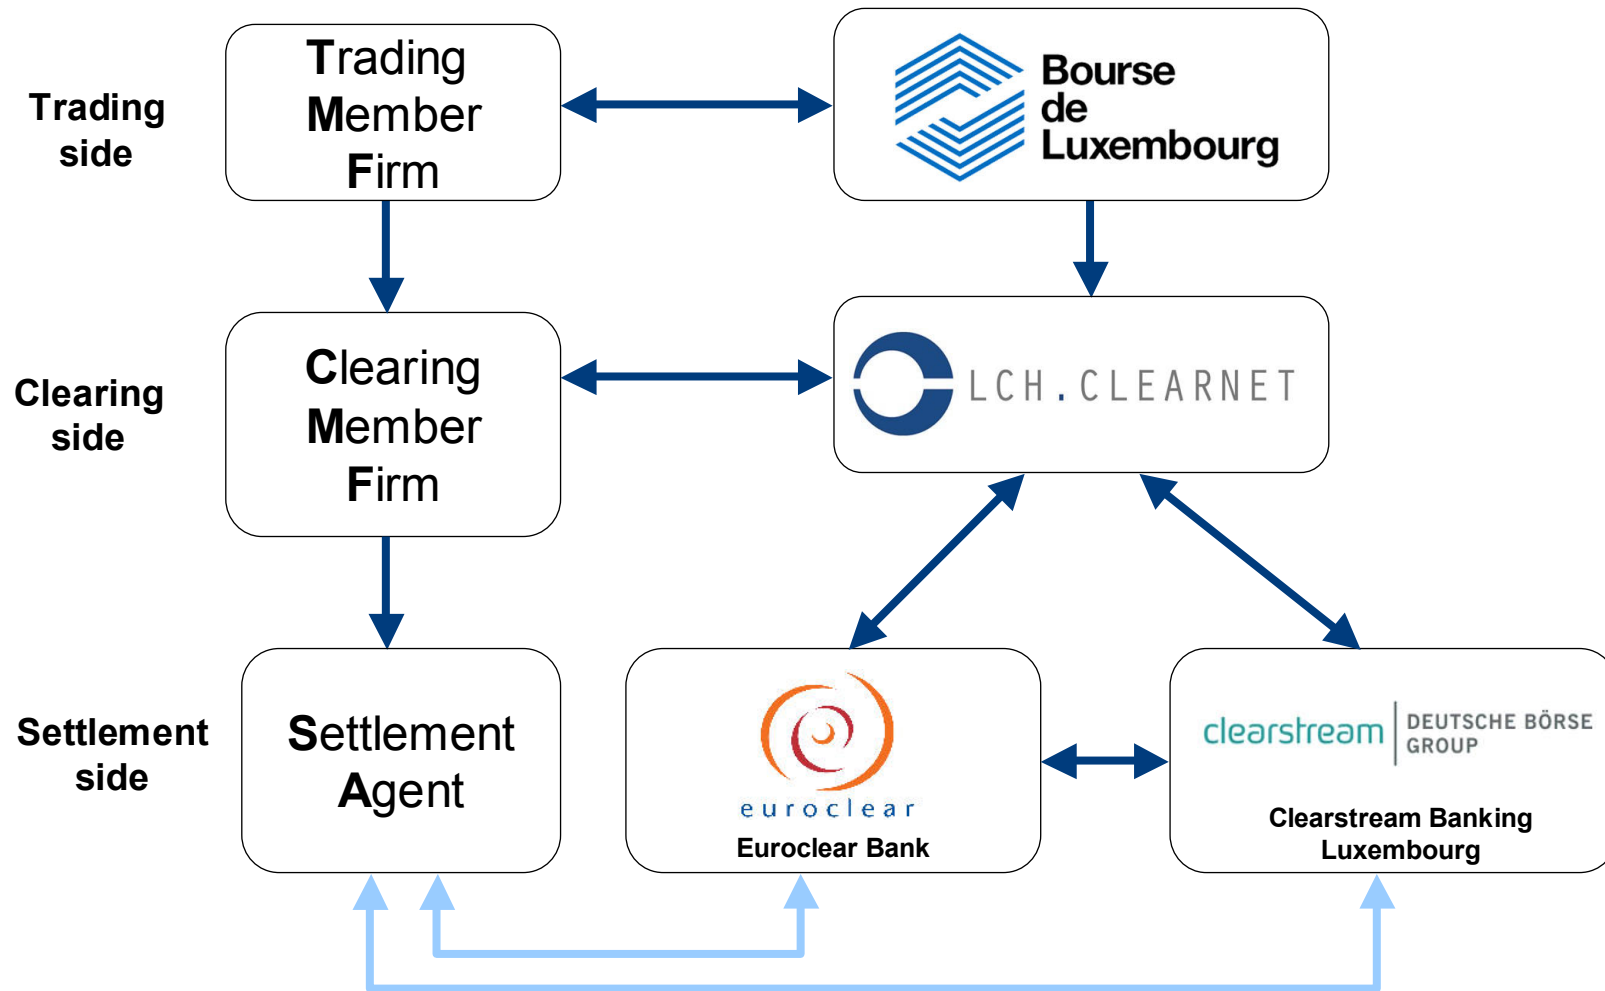 Trading
side
Trading
Member
Firm
Bourse
de
Luxembourg
Clearing
side
Clearing
Member
Firm
LCH.CLEARNET
Settlement
side
Settlement
Agent
euroclear
Euroclear Bank
clearstream
DEUTSCHE BÖRSE
GROUP
Clearstream Banking
Luxembourg